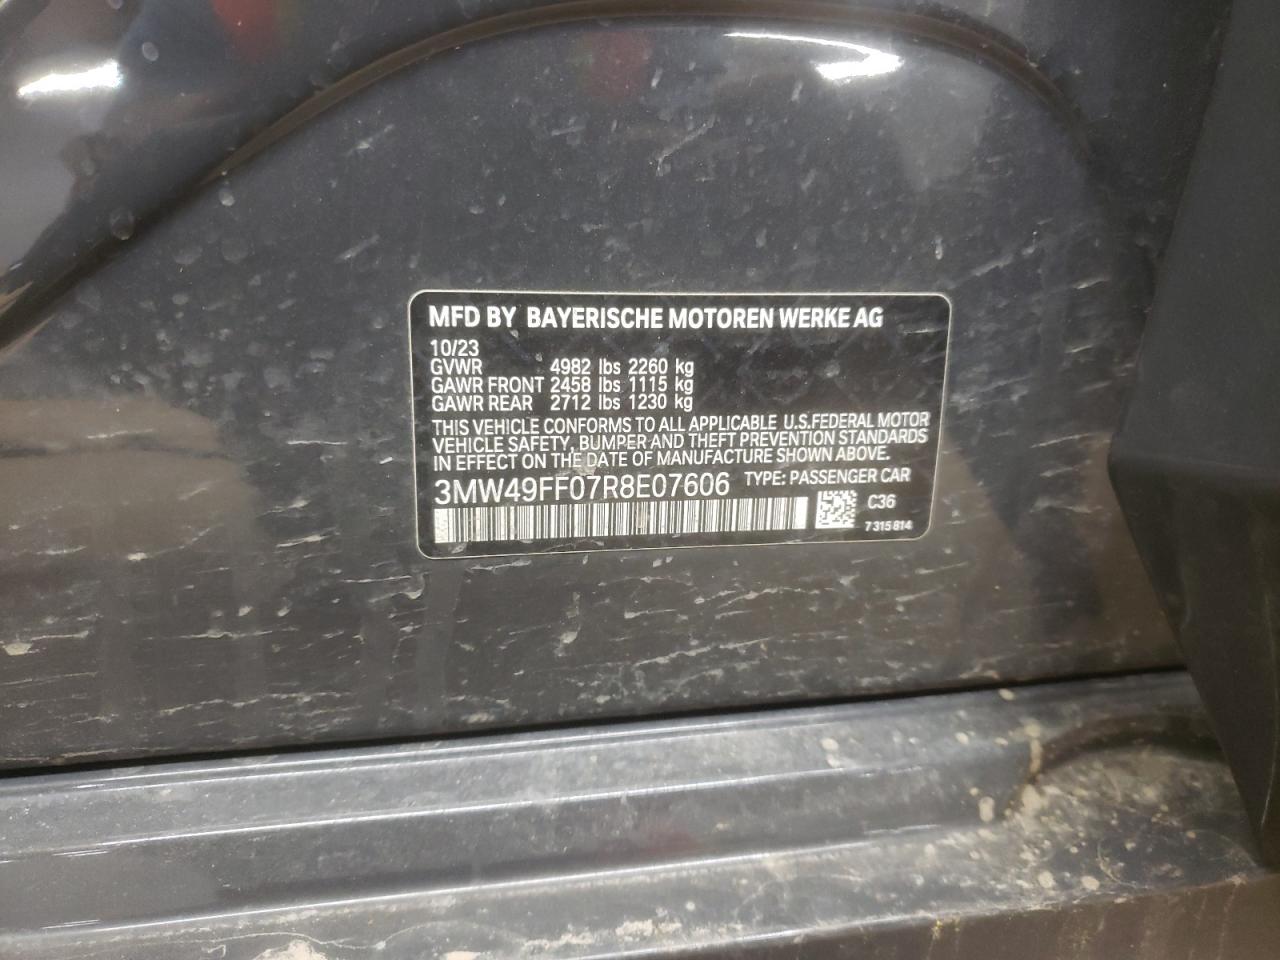 MFD BY BAYERISCHE MOTOREN WERKE AG
10/23
GVWR 4982 lbs 2260 kg
GAWR FRONT 2458 lbs 1115 kg
GAWR REAR 2712 lbs 1230 kg
THIS VEHICLE CONFORMS TO ALL APPLICABLE U.S.FEDERAL MOTOR
VEHICLE SAFETY, BUMPER AND THEFT PREVENTION STANDARDS
IN EFFECT ON THE DATE OF MANUFACTURE SHOWN ABOVE.
3MW49FF07R8E07606 TYPE: PASSENGER CAR
C36
7 315 814